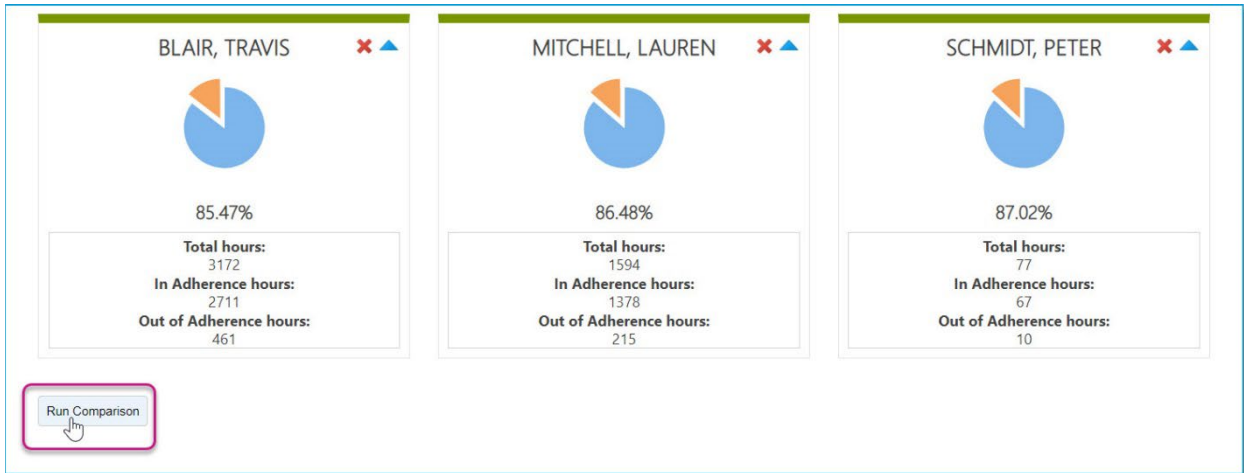 BLAIR, TRAVIS
85.47%
Total hours:
3172
In Adherence hours:
2711
Out of Adherence hours:
461
MITCHELL, LAUREN
86.48%
Total hours:
1594
In Adherence hours:
1378
Out of Adherence hours:
215
SCHMIDT, PETER
87.02%
Total hours:
77
In Adherence hours:
67
Out of Adherence hours:
10
Run Comparison